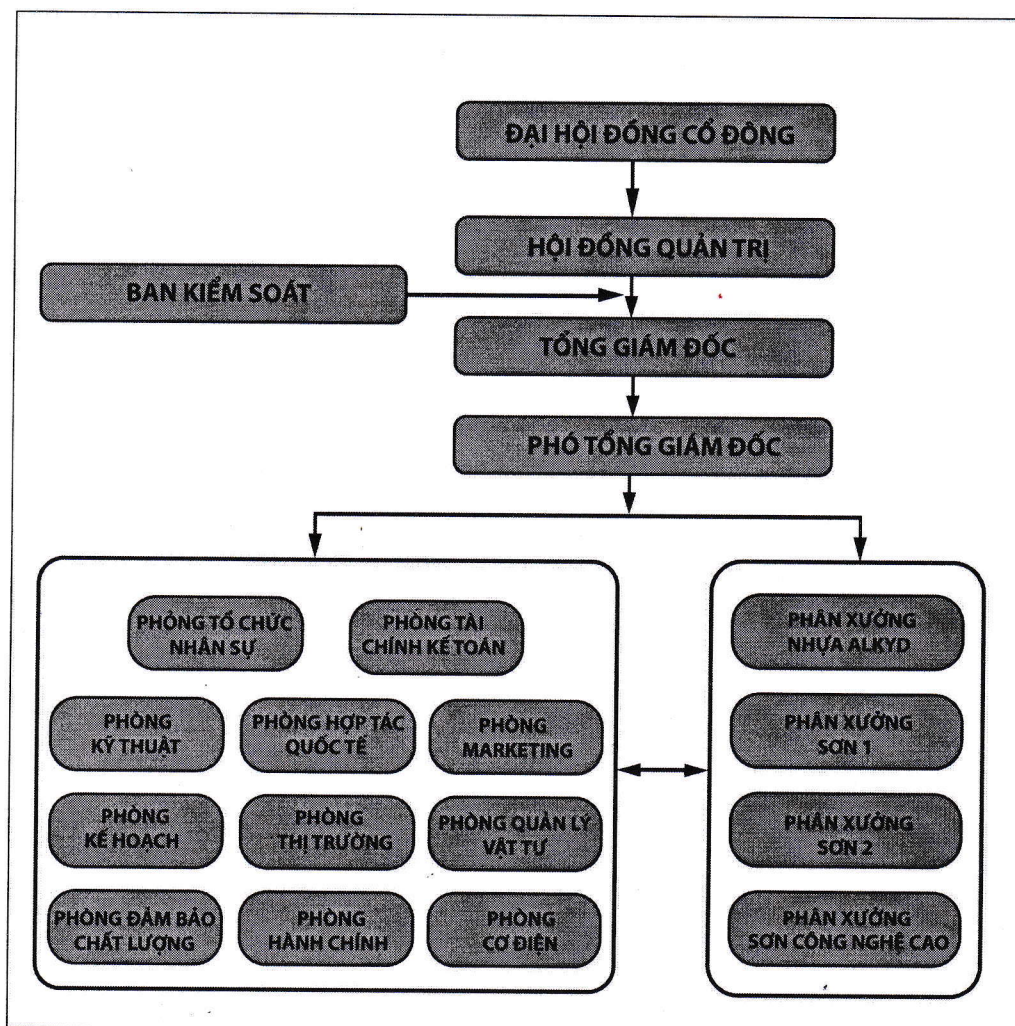 ĐẠI HỘI ĐỒNG CỔ ĐÔNG
HỘI ĐỒNG QUẢN TRỊ
BAN KIỂM SOÁT
TỔNG GIÁM ĐỐC
PHÓ TỔNG GIÁM ĐỐC
PHÒNG TỔ CHỨC
NHÂN SỰ
PHÒNG TÀI
CHÍNH KẾ TOÁN
PHÒNG
KỸ THUẬT
PHÒNG HỢP TÁC
QUỐC TẾ
PHÒNG
MARKETING
PHÒNG
KẾ HOẠCH
PHÒNG
THỊ TRƯỜNG
PHÒNG QUẢN LÝ
VẬT TƯ
PHÒNG ĐẢM BẢO
CHẤT LƯỢNG
PHÒNG
HÀNH CHÍNH
PHÒNG
CƠ ĐIỆN
PHÂN XƯỞNG
NHỰA ALKYD
PHÂN XƯỞNG
SƠN 1
PHÂN XƯỞNG
SƠN 2
PHÂN XƯỞNG
SƠN CÔNG NGHỆ CAO